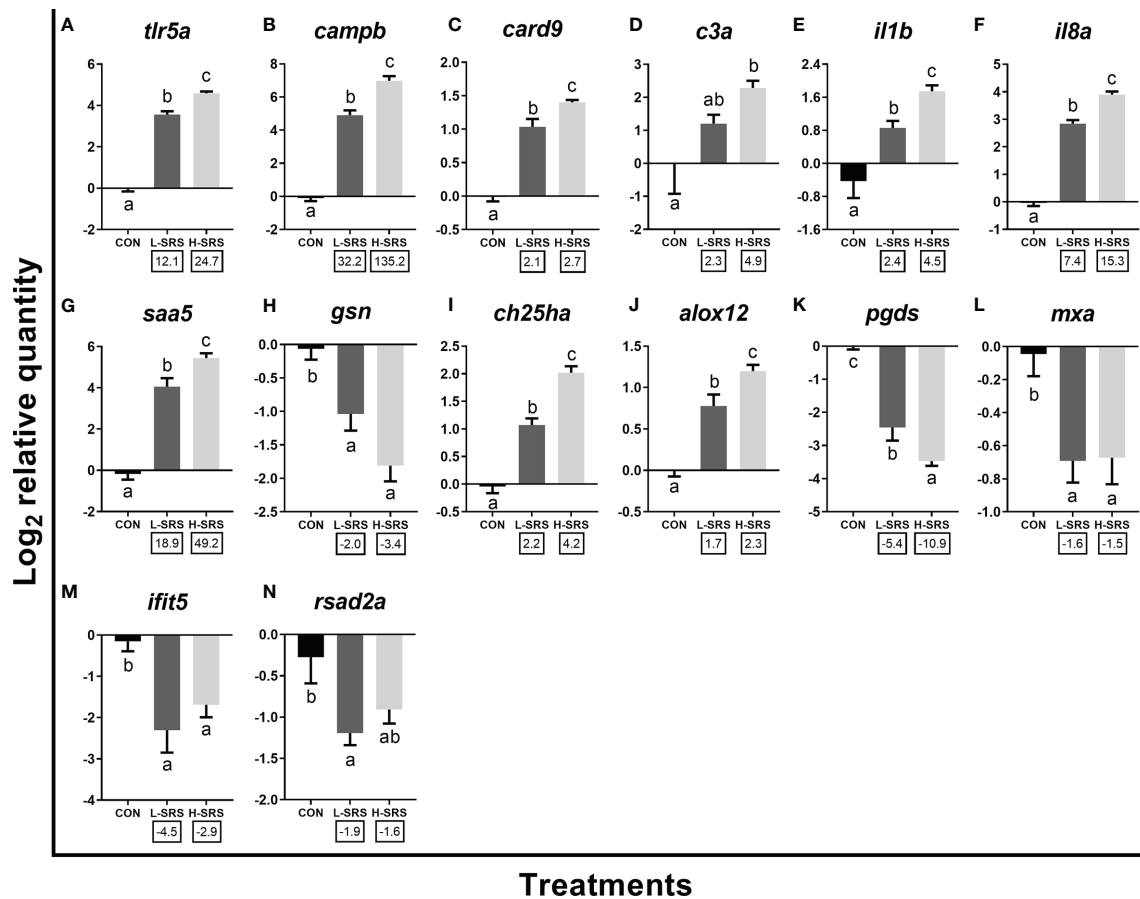 A tlr5a
6
4
2
0
-2
b
c
a
CON L-SRS H-SRS
12.1 24.7
B campb
8
6
4
2
0
-2
b
c
a
CON L-SRS H-SRS
32.2 135.2
C card9
2.0
1.5
1.0
0.5
0.0
-0.5
b
c
a
CON L-SRS H-SRS
2.1 2.7
D c3a
3
2
1
0
-1
-2
ab
b
a
CON L-SRS H-SRS
2.3 4.9
E il1b
2.4
1.6
0.8
0.0
-0.8
-1.6
b
c
a
CON L-SRS H-SRS
2.4 4.5
F il8a
5
4
3
2
1
0
-1
b
c
a
CON L-SRS H-SRS
7.4 15.3
G saa5
6
4
2
0
-2
b
c
a
CON L-SRS H-SRS
18.9 49.2
H gsn
0.0
-0.5
-1.0
-1.5
-2.0
-2.5
b
a
a
CON L-SRS H-SRS
-2.0 -3.4
I ch25ha
2.5
2.0
1.5
1.0
0.5
0.0
-0.5
b
c
a
CON L-SRS H-SRS
2.2 4.2
J alox12
1.5
1.0
0.5
0.0
-0.5
b
c
a
CON L-SRS H-SRS
1.7 2.3
K pgds
0
-1
-2
-3
-4
-5
c
b
a
CON L-SRS H-SRS
-5.4 -10.9
L mxa
0.0
-0.2
-0.4
-0.6
-0.8
-1.0
b
a
a
CON L-SRS H-SRS
-1.6 -1.5
M ifit5
0
-1
-2
-3
-4
b
a
a
CON L-SRS H-SRS
-4.5 -2.9
N rsad2a
0.0
-0.5
-1.0
-1.5
-2.0
b
a
ab
CON L-SRS H-SRS
-1.9 -1.6
Log2 relative quantity
Treatments